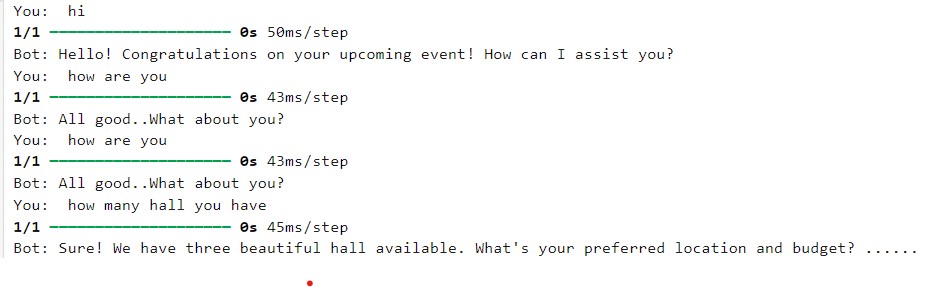 You:  hi
1/1 ━━━━━━━━━━━━━━━━━━━━ 0s 50ms/step
Bot: Hello! Congratulations on your upcoming event! How can I assist you?
You:  how are you
1/1 ━━━━━━━━━━━━━━━━━━━━ 0s 43ms/step
Bot: All good..What about you?
You:  how are you
1/1 ━━━━━━━━━━━━━━━━━━━━ 0s 43ms/step
Bot: All good..What about you?
You:  how many hall you have
1/1 ━━━━━━━━━━━━━━━━━━━━ 0s 45ms/step
Bot: Sure! We have three beautiful hall available. What's your preferred location and budget? ......